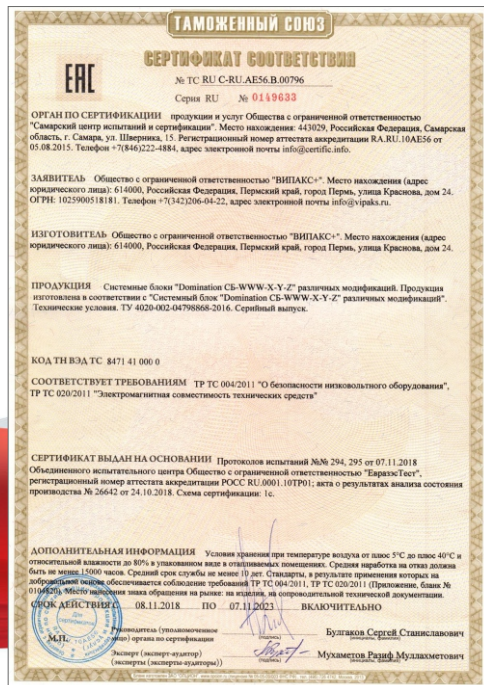 ТАМОЖЕННЫЙ СОЮЗ
СЕРТИФИКАТ СООТВЕТСТВИЯ
ЕАС
№ ТС RU C-RU.АЕ56.В.00796
Серия RU № 0149633
ОРГАН ПО СЕРТИФИКАЦИИ продукции и услуг Общества с ограниченной ответственностью
"Самарский центр испытаний и сертификации". Место нахождения: 443029, Российская Федерация, Самарская
область, г. Самара, ул. Шверника, 15. Регистрационный номер аттестата аккредитации RA.RU.10АЕ56 от
05.08.2015. Телефон +7(846)222-4884, адрес электронной почты info@certific.info.
ЗАЯВИТЕЛЬ Общество с ограниченной ответственностью "ВИПАКС+". Место нахождения (адрес
юридического лица): 614000, Российская Федерация, Пермский край, город Пермь, улица Краснова, дом 24.
ОГРН: 1025900518181. Телефон +7(342)206-04-22, адрес электронной почты info@vipaks.ru.
ИЗГОТОВИТЕЛЬ Общество с ограниченной ответственностью "ВИПАКС+". Место нахождения (адрес
юридического лица): 614000, Российская Федерация, Пермский край, город Пермь, улица Краснова, дом 24.
ПРОДУКЦИЯ Системные блоки "Domination СБ-WWW-X-Y-Z" различных модификаций. Продукция
изготовлена в соответствии с "Системный блок "Domination СБ-WWW-X-Y-Z" различных модификаций".
Технические условия. ТУ 4020-002-04798868-2016. Серийный выпуск.
КОД ТН ВЭД ТС 8471 41 000 0
СООТВЕТСТВУЕТ ТРЕБОВАНИЯМ ТР ТС 004/2011 "О безопасности низковольтного оборудования",
ТР ТС 020/2011 "Электромагнитная совместимость технических средств"
СЕРТИФИКАТ ВЫДАН НА ОСНОВАНИИ Протоколов испытаний №№ 294, 295 от 07.11.2018
Объединенного испытательного центра Общество с ограниченной ответственностью "ЕвразэсТест",
регистрационный номер аттестата аккредитации РОСС RU.0001.10ТР01; акта о результатах анализа состояния
производства № 26642 от 24.10.2018. Схема сертификации: 1с.
ДОПОЛНИТЕЛЬНАЯ ИНФОРМАЦИЯ Условия хранения при температуре воздуха от плюс 5°С до плюс 40°С и
относительной влажности до 80% в упакованном виде в отапливаемых помещениях. Средняя наработка на отказ должна
быть не менее 15000 часов. Средний срок службы не менее 10 лет. Стандарты, в результате применения которых на
добровольной основе обеспечивается соблюдение требований ТР ТС 004/2011, ТР ТС 020/2011 (Приложение, бланк №
0104820). Место нанесения знака обращения на рынке: на изделии, на сопроводительной технической документации.
СРОК ДЕЙСТВИЯ С 08.11.2018 ПО 07.11.2023 ВКЛЮЧИТЕЛЬНО
Руководитель (уполномоченное
лицо) органа по сертификации
(подпись)
Булгаков Сергей Станиславович
(инициалы, фамилия)
М.П.
Для сертификатов
Эксперт (эксперт-аудитор)
(эксперты (эксперты-аудиторы))
(подпись)
Мухаметов Разиф Муллахметович
(инициалы, фамилия)